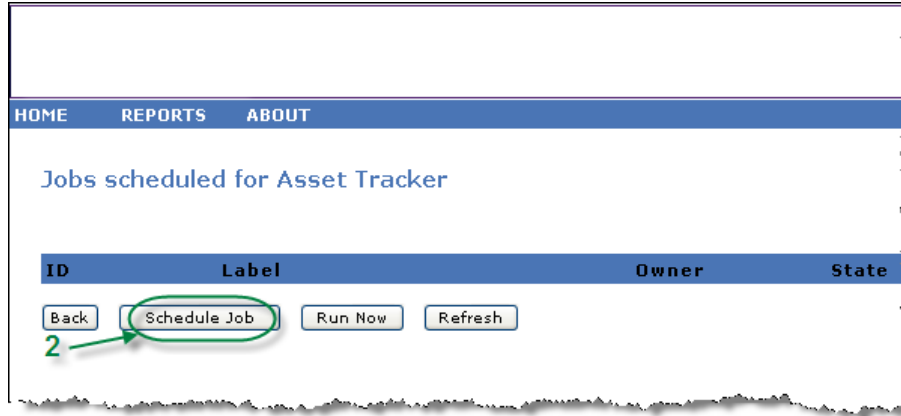 HOME REPORTS ABOUT
Jobs scheduled for Asset Tracker
ID Label Owner State
Back Schedule Job Run Now Refresh
2